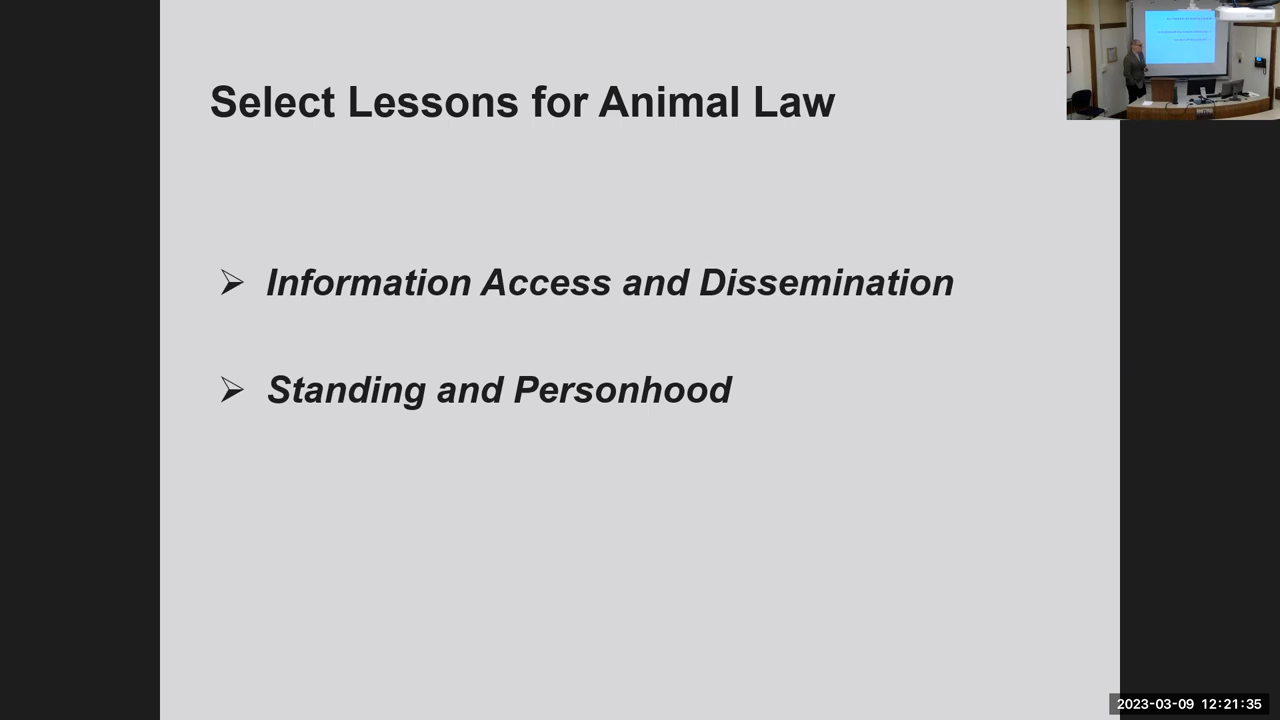 Select Lessons for Animal Law
Information Access and Dissemination
Standing and Personhood
2023-03-09 12:21:35